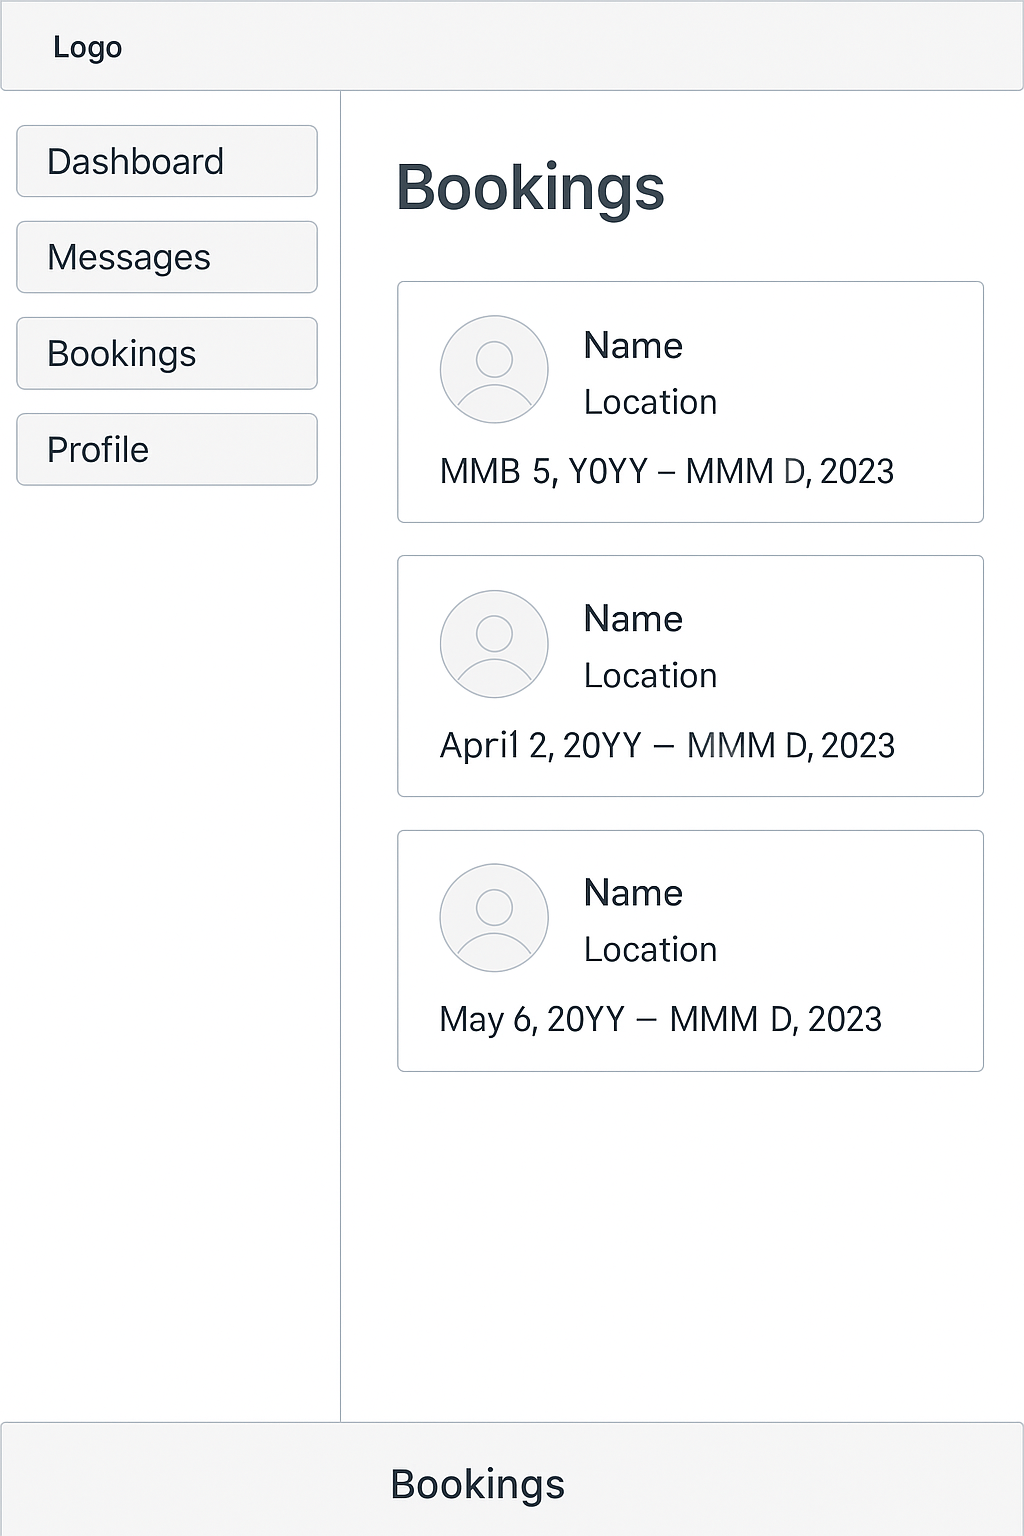 Logo
Dashboard
Messages
Bookings
Profile
Bookings
Name
Location
MMB 5, Y0YY – MMM D, 2023
Name
Location
April 2, 20YY – MMM D, 2023
Name
Location
May 6, 20YY – MMM D, 2023
Bookings